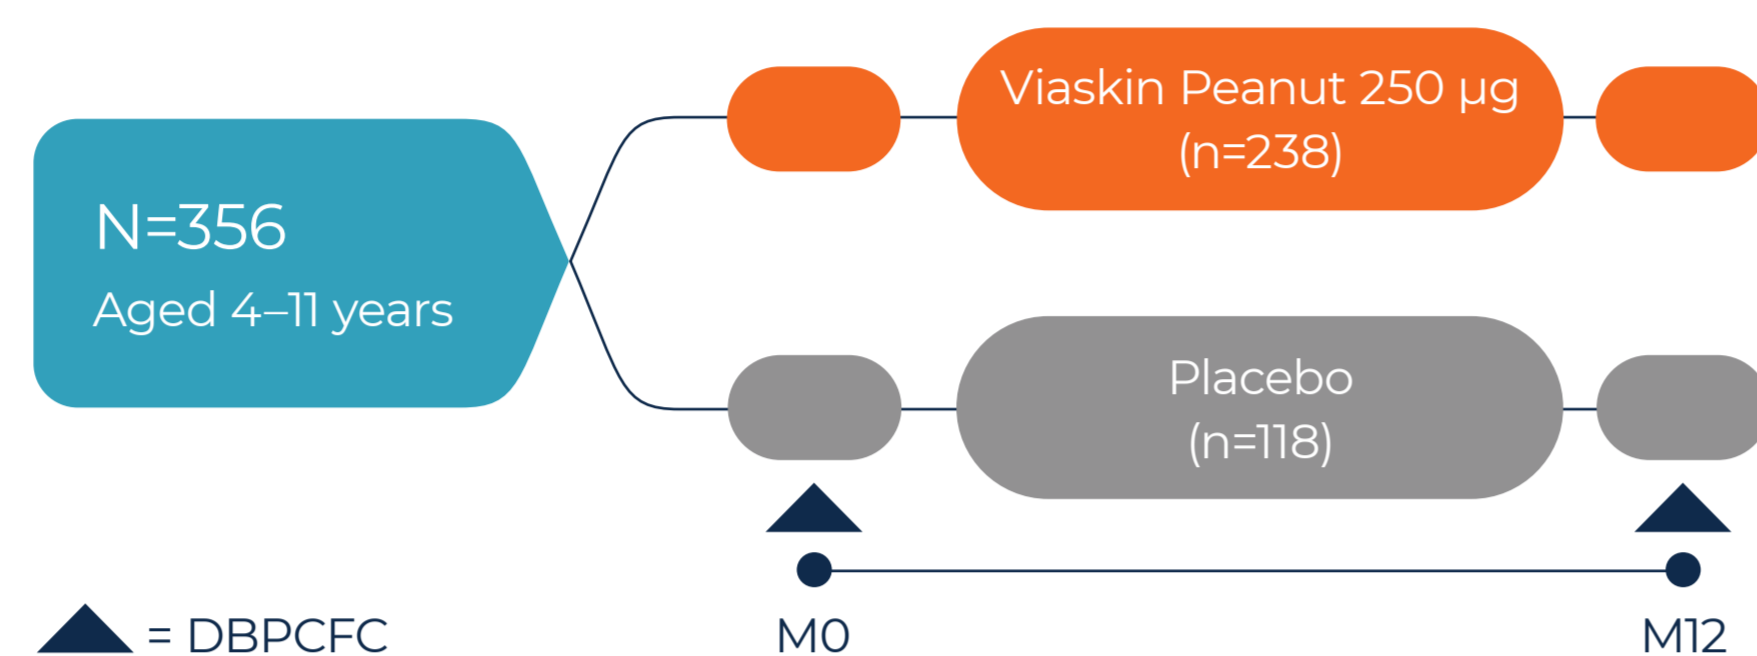 Viaskin Peanut 250 µg
(n=238)
N=356
Aged 4–11 years
Placebo
(n=118)
= DBPCFC
M0
M12